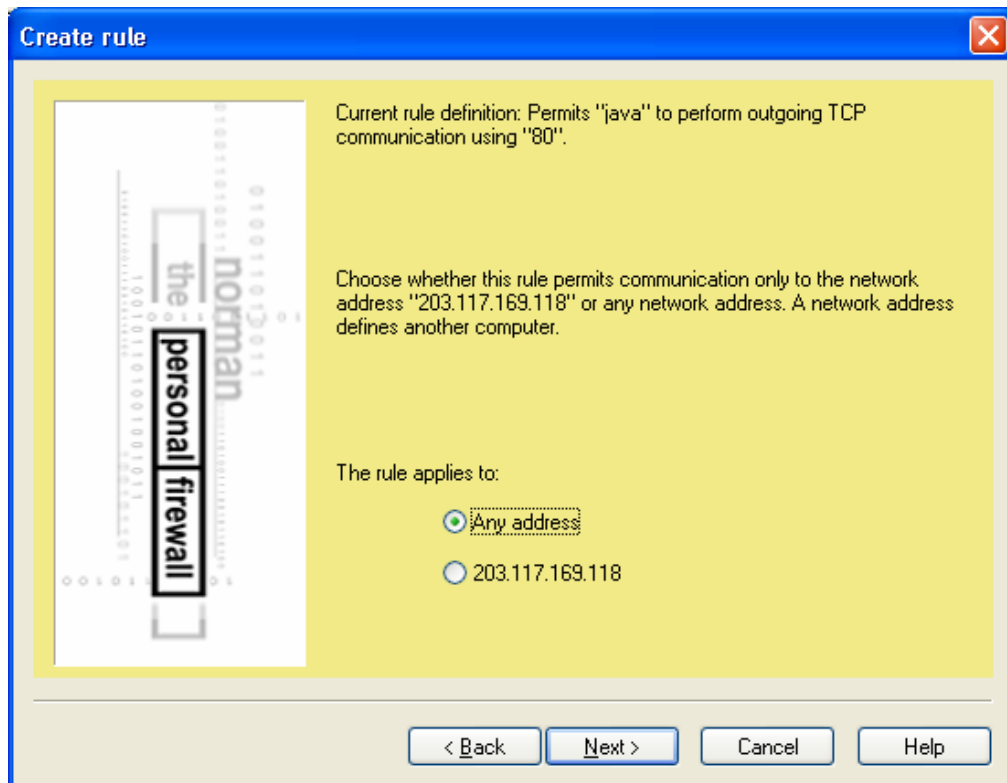 Create rule
Current rule definition: Permits "java" to perform outgoing TCP
communication using "80".
Choose whether this rule permits communication only to the network
address "203.117.169.118" or any network address. A network address
defines another computer.
The rule applies to:
Any address
203.117.169.118
the norman
personal firewall
< Back
Next >
Cancel
Help